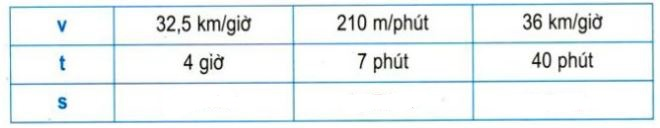 v 32,5 km/giờ 210 m/phút 36 km/giờ
t 4 giờ 7 phút 40 phút
s